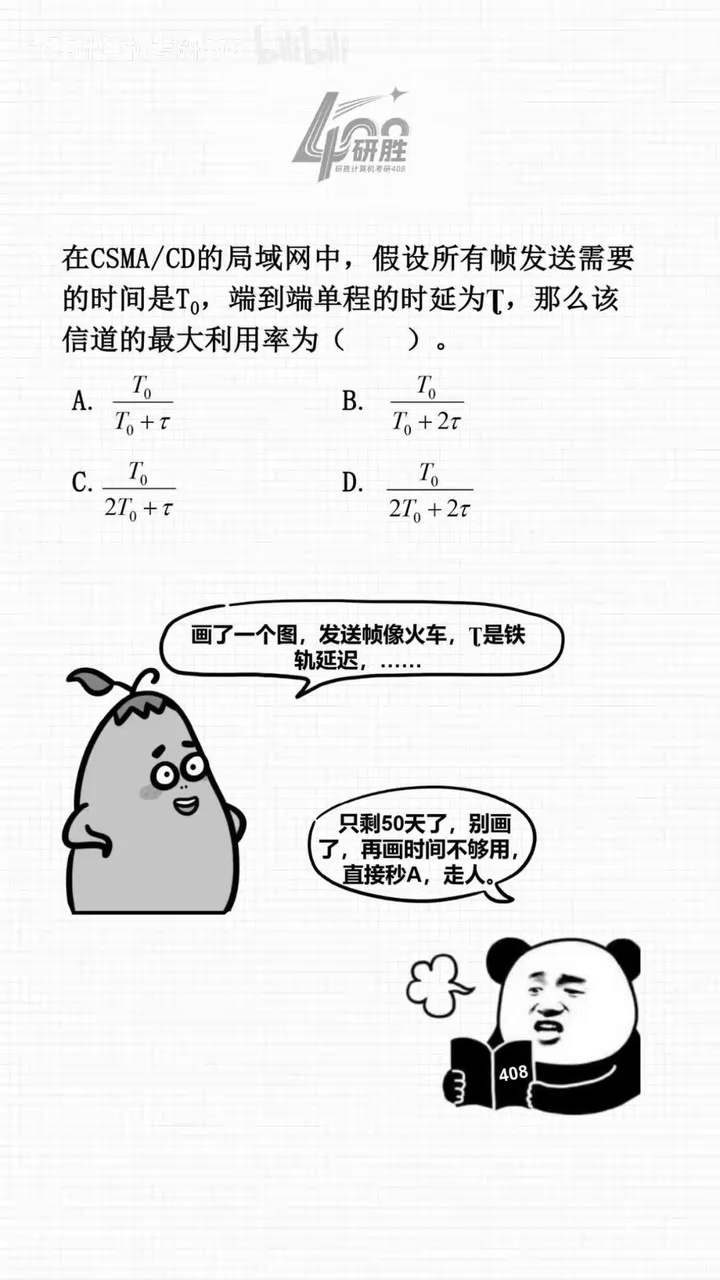 bilibili
400
研胜
研胜计算机考研408
在CSMA/CD的局域网中，假设所有帧发送需要
的时间是T₀，端到端单程的时延为Ʈ，那么该
信道的最大利用率为（　　）。
A. T₀/(T₀+τ)　B. T₀/(T₀+2τ)
C. T₀/(2T₀+τ)　D. T₀/(2T₀+2τ)
画了一个图，发送帧像火车，Ʈ是铁
轨延迟，……
只剩50天了，别画
了，再画时间不够用，
直接秒A，走人。
408